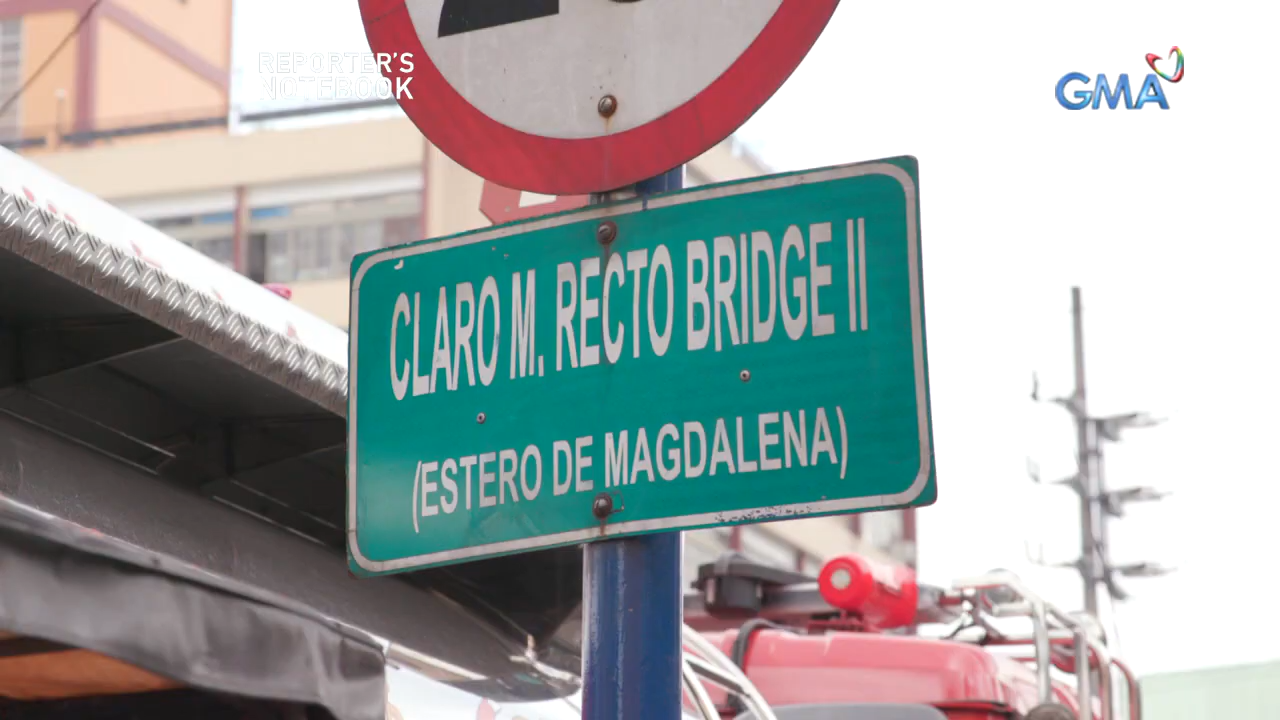 REPORTER'S
NOTEBOOK
GMA
CLARO M. RECTO BRIDGE II
(ESTERO DE MAGDALENA)